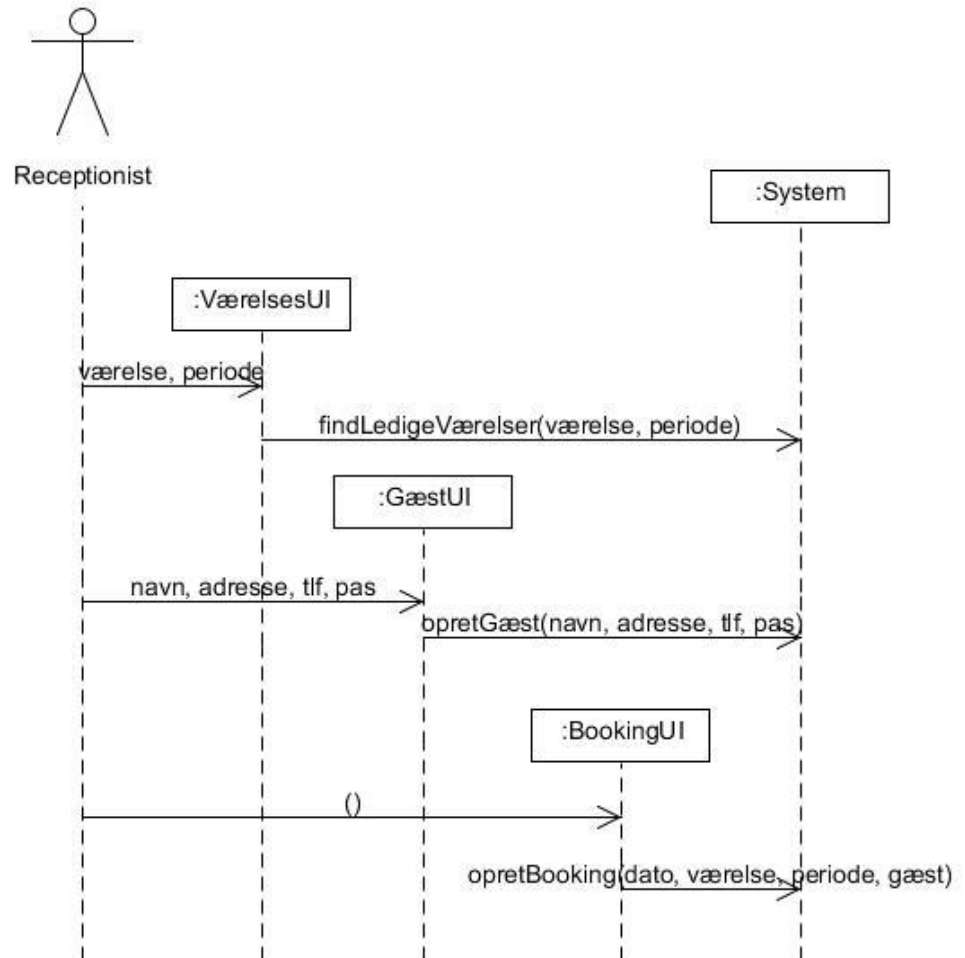 Receptionist
:System
:VærelsesUI
værelse, periode
findLedigeVærelser(værelse, periode)
:GæstUI
navn, adresse, tlf, pas
opretGæst(navn, adresse, tlf, pas)
:BookingUI
()
opretBooking(dato, værelse, periode, gæst)